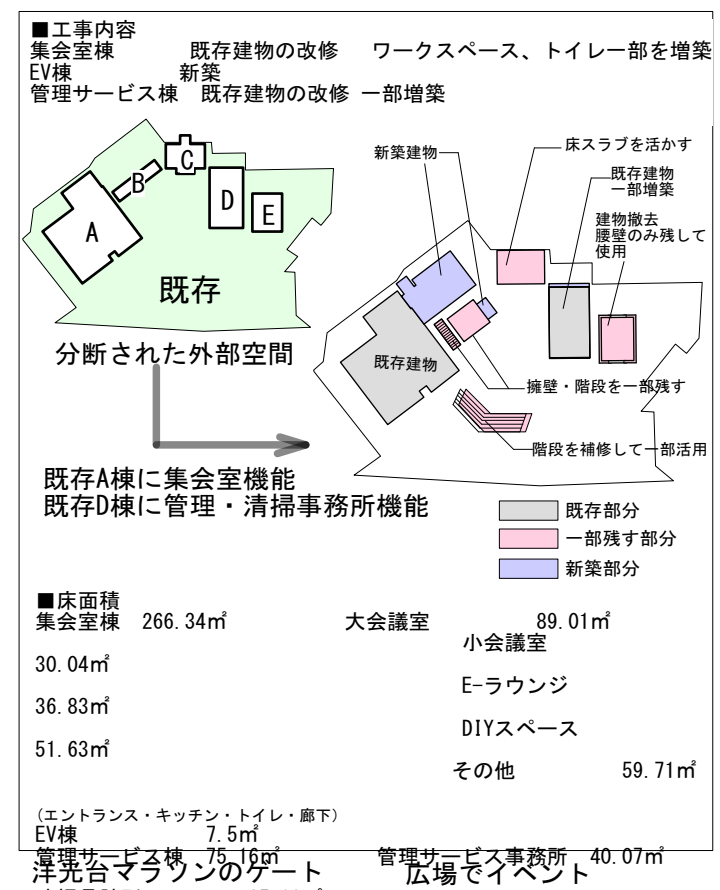 ■工事内容
集会室棟 既存建物の改修 ワークスペース、トイレ一部を増築
EV棟 新築
管理サービス棟 既存建物の改修 一部増築
A
B
C
D
E
既存
分断された外部空間
新築建物
床スラブを活かす
既存建物
一部増築
建物撤去
腰壁のみ残して
使用
既存建物
擁壁・階段を一部残す
階段を補修して一部活用
既存A棟に集会室機能
既存D棟に管理・清掃事務所機能
既存部分
一部残す部分
新築部分
■床面積
集会室棟 266.34㎡ 大会議室 89.01㎡
小会議室
30.04㎡
E-ラウンジ
36.83㎡
DIYスペース
51.63㎡
その他 59.71㎡
(エントランス・キッチン・トイレ・廊下)
EV棟 7.5㎡
管理サービス棟 75.16㎡ 管理サービス事務所 40.07㎡
洋光台マラソンのゲート 広場でイベント